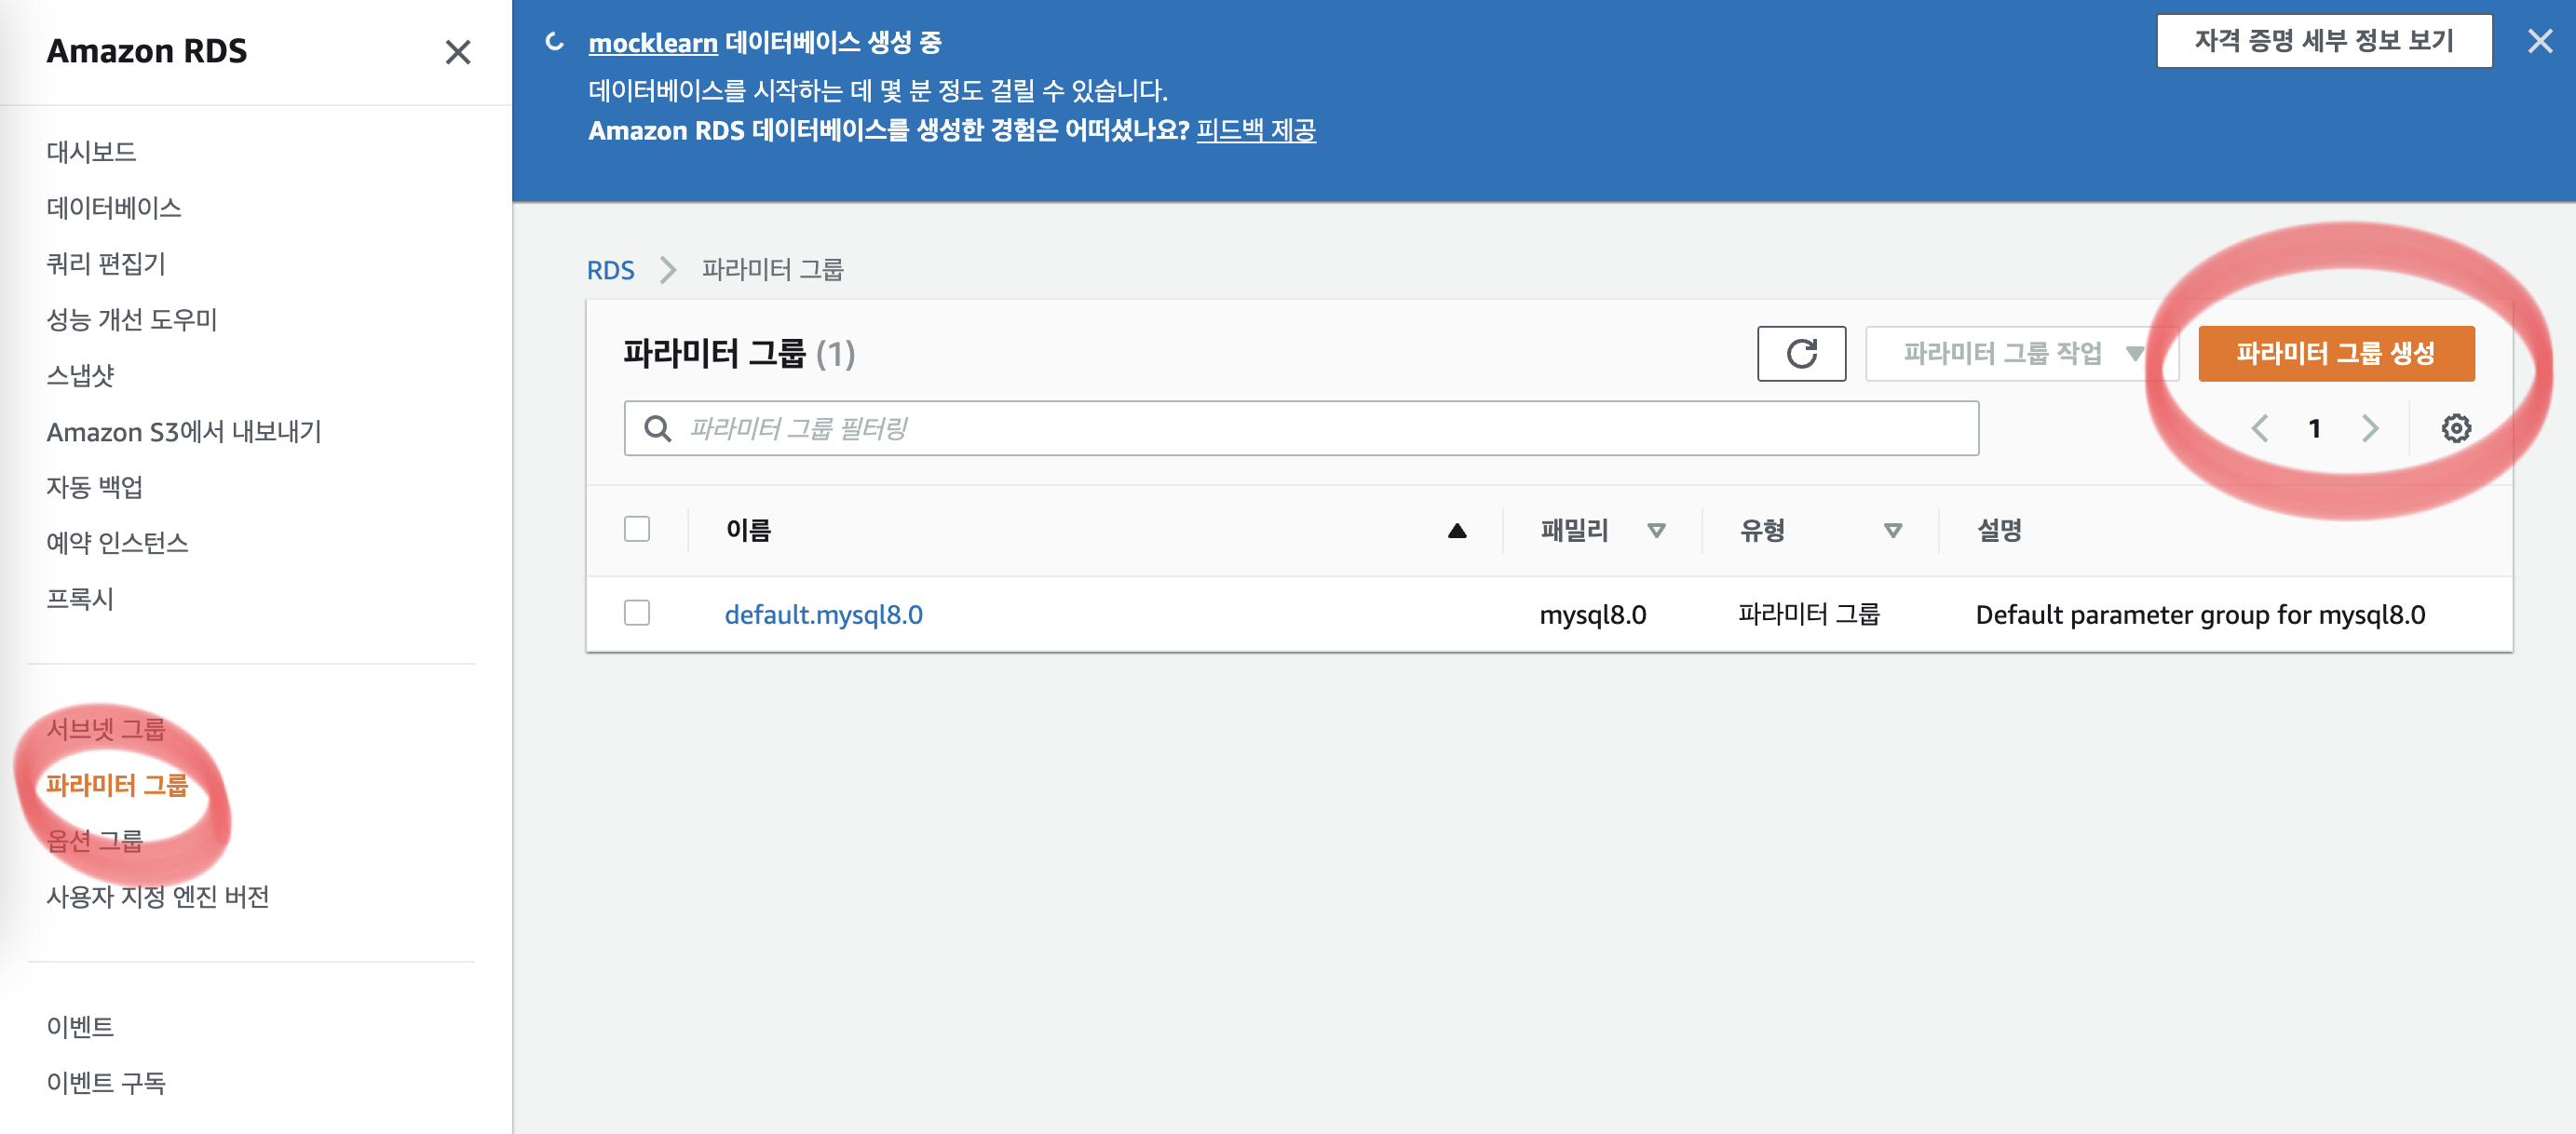 Amazon RDS
대시보드
데이터베이스
쿼리 편집기
성능 개선 도우미
스냅샷
Amazon S3에서 내보내기
자동 백업
예약 인스턴스
프록시
서브넷 그룹
파라미터 그룹
옵션 그룹
사용자 지정 엔진 버전
이벤트
이벤트 구독
mocklearn 데이터베이스 생성 중
자격 증명 세부 정보 보기
데이터베이스를 시작하는 데 몇 분 정도 걸릴 수 있습니다.
Amazon RDS 데이터베이스를 생성한 경험은 어떠셨나요? 피드백 제공
RDS 파라미터 그룹
파라미터 그룹 (1) 파라미터 그룹 작업 파라미터 그룹 생성
파라미터 그룹 필터링 1
이름 패밀리 유형 설명
default.mysql8.0 mysql8.0 파라미터 그룹 Default parameter group for mysql8.0